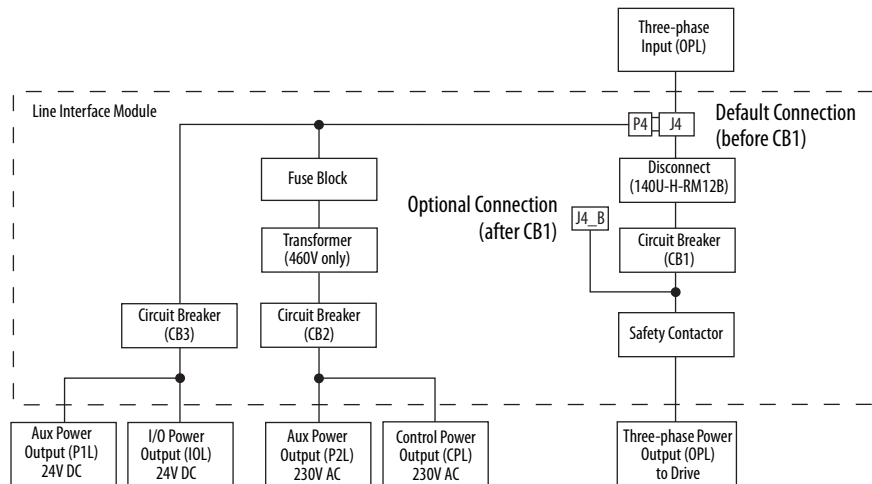 Three-phase
Input (OPL)
Line Interface Module
P4
J4
Default Connection
(before CB1)
Fuse Block
Disconnect
(140U-H-RM12B)
Optional Connection
(after CB1)
J4_B
Transformer
(460V only)
Circuit Breaker
(CB1)
Circuit Breaker
(CB3)
Circuit Breaker
(CB2)
Safety Contactor
Aux Power
Output (P1L)
24V DC
I/O Power
Output (IOL)
24V DC
Aux Power
Output (P2L)
230V AC
Control Power
Output (CPL)
230V AC
Three-phase Power
Output (OPL)
to Drive